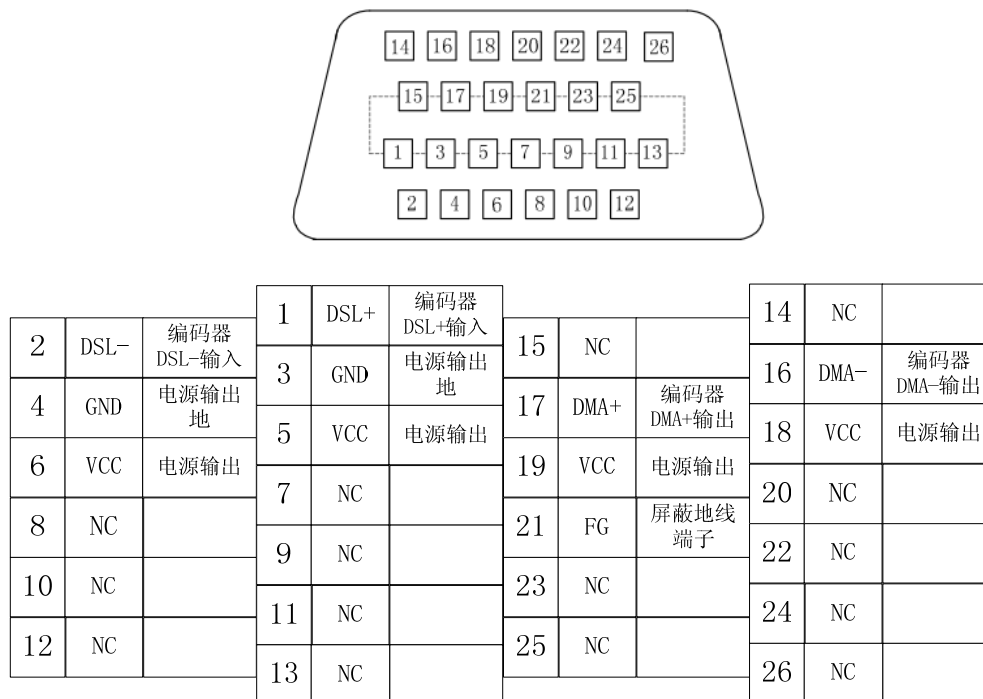 14 16 18 20 22 24 26
15 17 19 21 23 25
1 3 5 7 9 11 13
2 4 6 8 10 12
2 DSL- 编码器
DSL-输入
4 GND 电源输出
地
6 VCC 电源输出
8 NC
10 NC
12 NC
1 DSL+ 编码器
DSL+输入
3 GND 电源输出
地
5 VCC 电源输出
7 NC
9 NC
11 NC
13 NC
15 NC
17 DMA+ 编码器
DMA+输出
19 VCC 电源输出
21 FG 屏蔽地线
端子
23 NC
25 NC
14 NC
16 DMA- 编码器
DMA-输出
18 VCC 电源输出
20 NC
22 NC
24 NC
26 NC